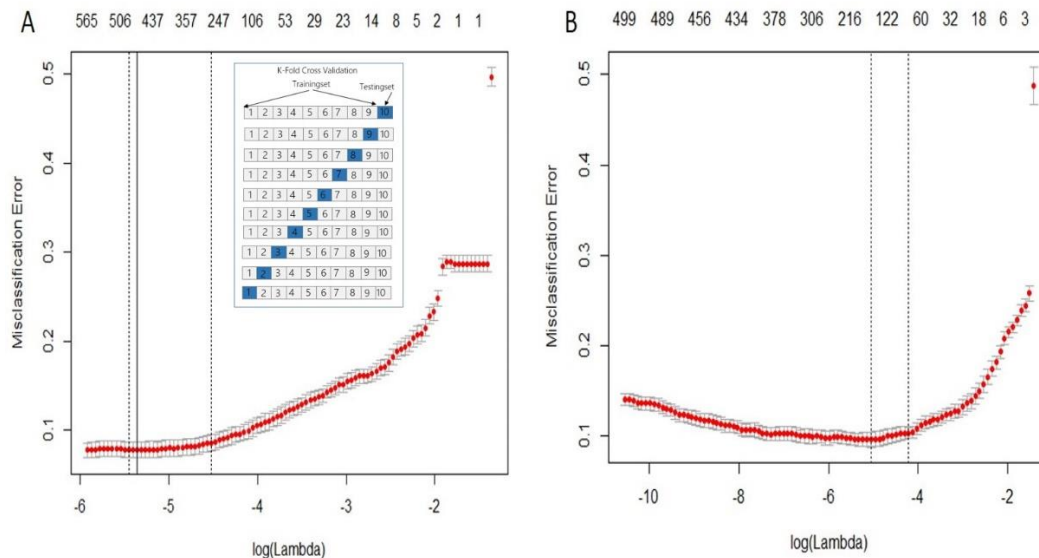 A
565 506 437 357 247 106 53 29 23 14 8 5 2 1 1
Misclassification Error
0.5
0.4
0.3
0.2
0.1
K-Fold Cross Validation
Trainingset Testingset
1 2 3 4 5 6 7 8 9 10
1 2 3 4 5 6 7 8 9 10
1 2 3 4 5 6 7 8 9 10
1 2 3 4 5 6 7 8 9 10
1 2 3 4 5 6 7 8 9 10
1 2 3 4 5 6 7 8 9 10
1 2 3 4 5 6 7 8 9 10
1 2 3 4 5 6 7 8 9 10
1 2 3 4 5 6 7 8 9 10
1 2 3 4 5 6 7 8 9 10
-6 -5 -4 -3 -2
log(Lambda)
B
499 489 456 434 378 306 216 122 60 32 18 6 3
Misclassification Error
0.5
0.4
0.3
0.2
0.1
-10 -8 -6 -4 -2
log(Lambda)